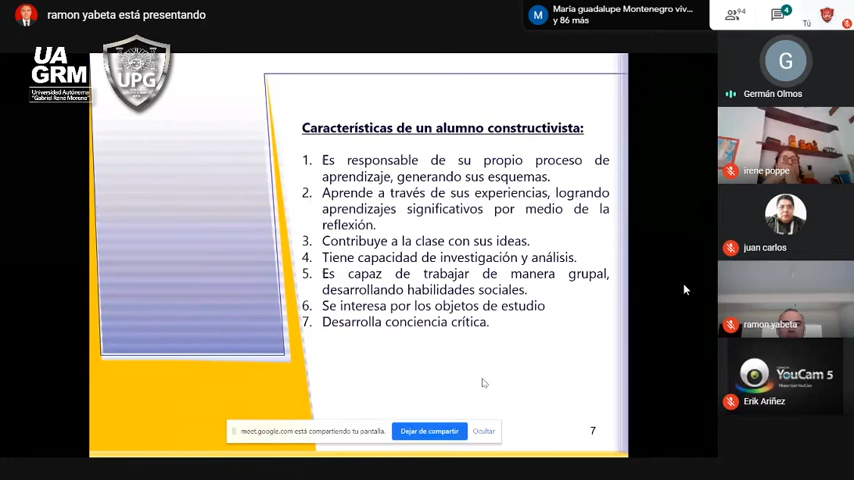 ramon yabeta está presentando
Maria guadalupe Montenegro viv...
y 86 más
94
4
Tú
UA
GRM
Universidad Autónoma
"Gabriel René Moreno"
UPG
Características de un alumno constructivista:
1. Es responsable de su propio proceso de
aprendizaje, generando sus esquemas.
2. Aprende a través de sus experiencias, logrando
aprendizajes significativos por medio de la
reflexión.
3. Contribuye a la clase con sus ideas.
4. Tiene capacidad de investigación y análisis.
5. Es capaz de trabajar de manera grupal,
desarrollando habilidades sociales.
6. Se interesa por los objetos de estudio
7. Desarrolla conciencia crítica.
meet.google.com está compartiendo tu pantalla.
Dejar de compartir
Ocultar
7
M
G
Germán Olmos
irene poppe
juan carlos
ramon yabeta
YouCam 5
Erik Ariñez